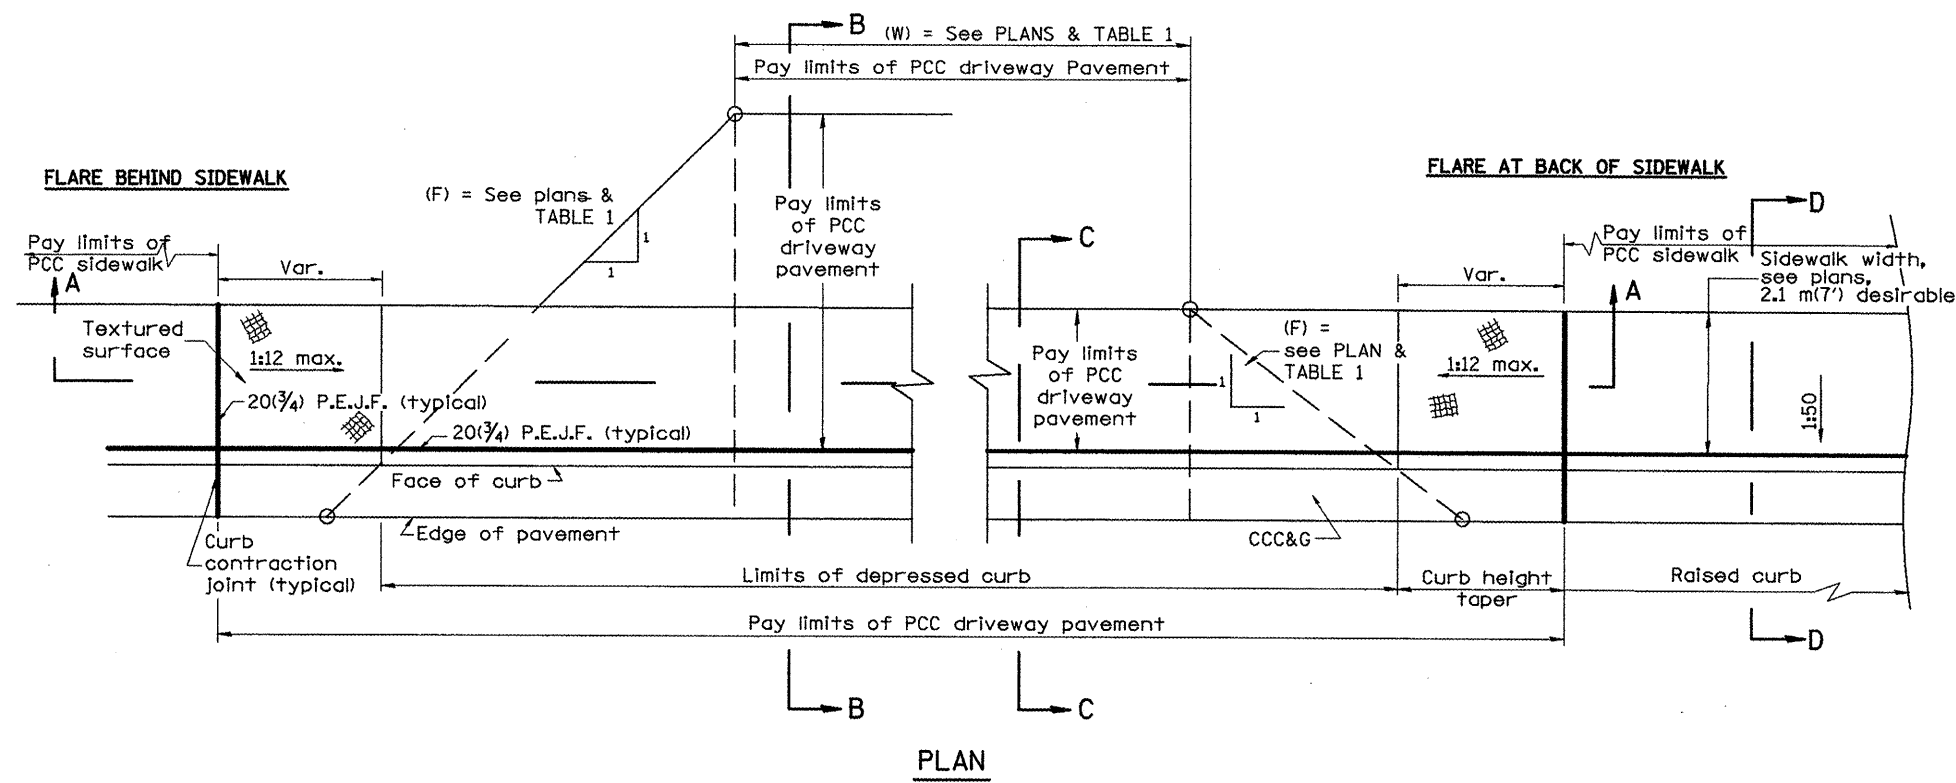 B
(W) = See PLANS & TABLE 1
Pay limits of PCC driveway Pavement
FLARE BEHIND SIDEWALK
FLARE AT BACK OF SIDEWALK
(F) = See plans &
TABLE 1
1
1
Pay limits
of PCC
driveway
pavement
C
D
Pay limits of
PCC sidewalk
A
Var.
Var.
Pay limits of
PCC sidewalk
Sidewalk width,
see plans,
2.1 m(7') desirable
A
Textured
surface
1:12 max.
20(3/4) P.E.J.F. (typical)
20(3/4) P.E.J.F. (typical)
Pay limits
of PCC
driveway
pavement
(F) =
see PLAN &
TABLE 1
1
1
1:12 max.
1:50
Face of curb
Edge of pavement
CCC&G
Curb
contraction
joint (typical)
Limits of depressed curb
Curb height
taper
Raised curb
Pay limits of PCC driveway pavement
D
B
C
PLAN